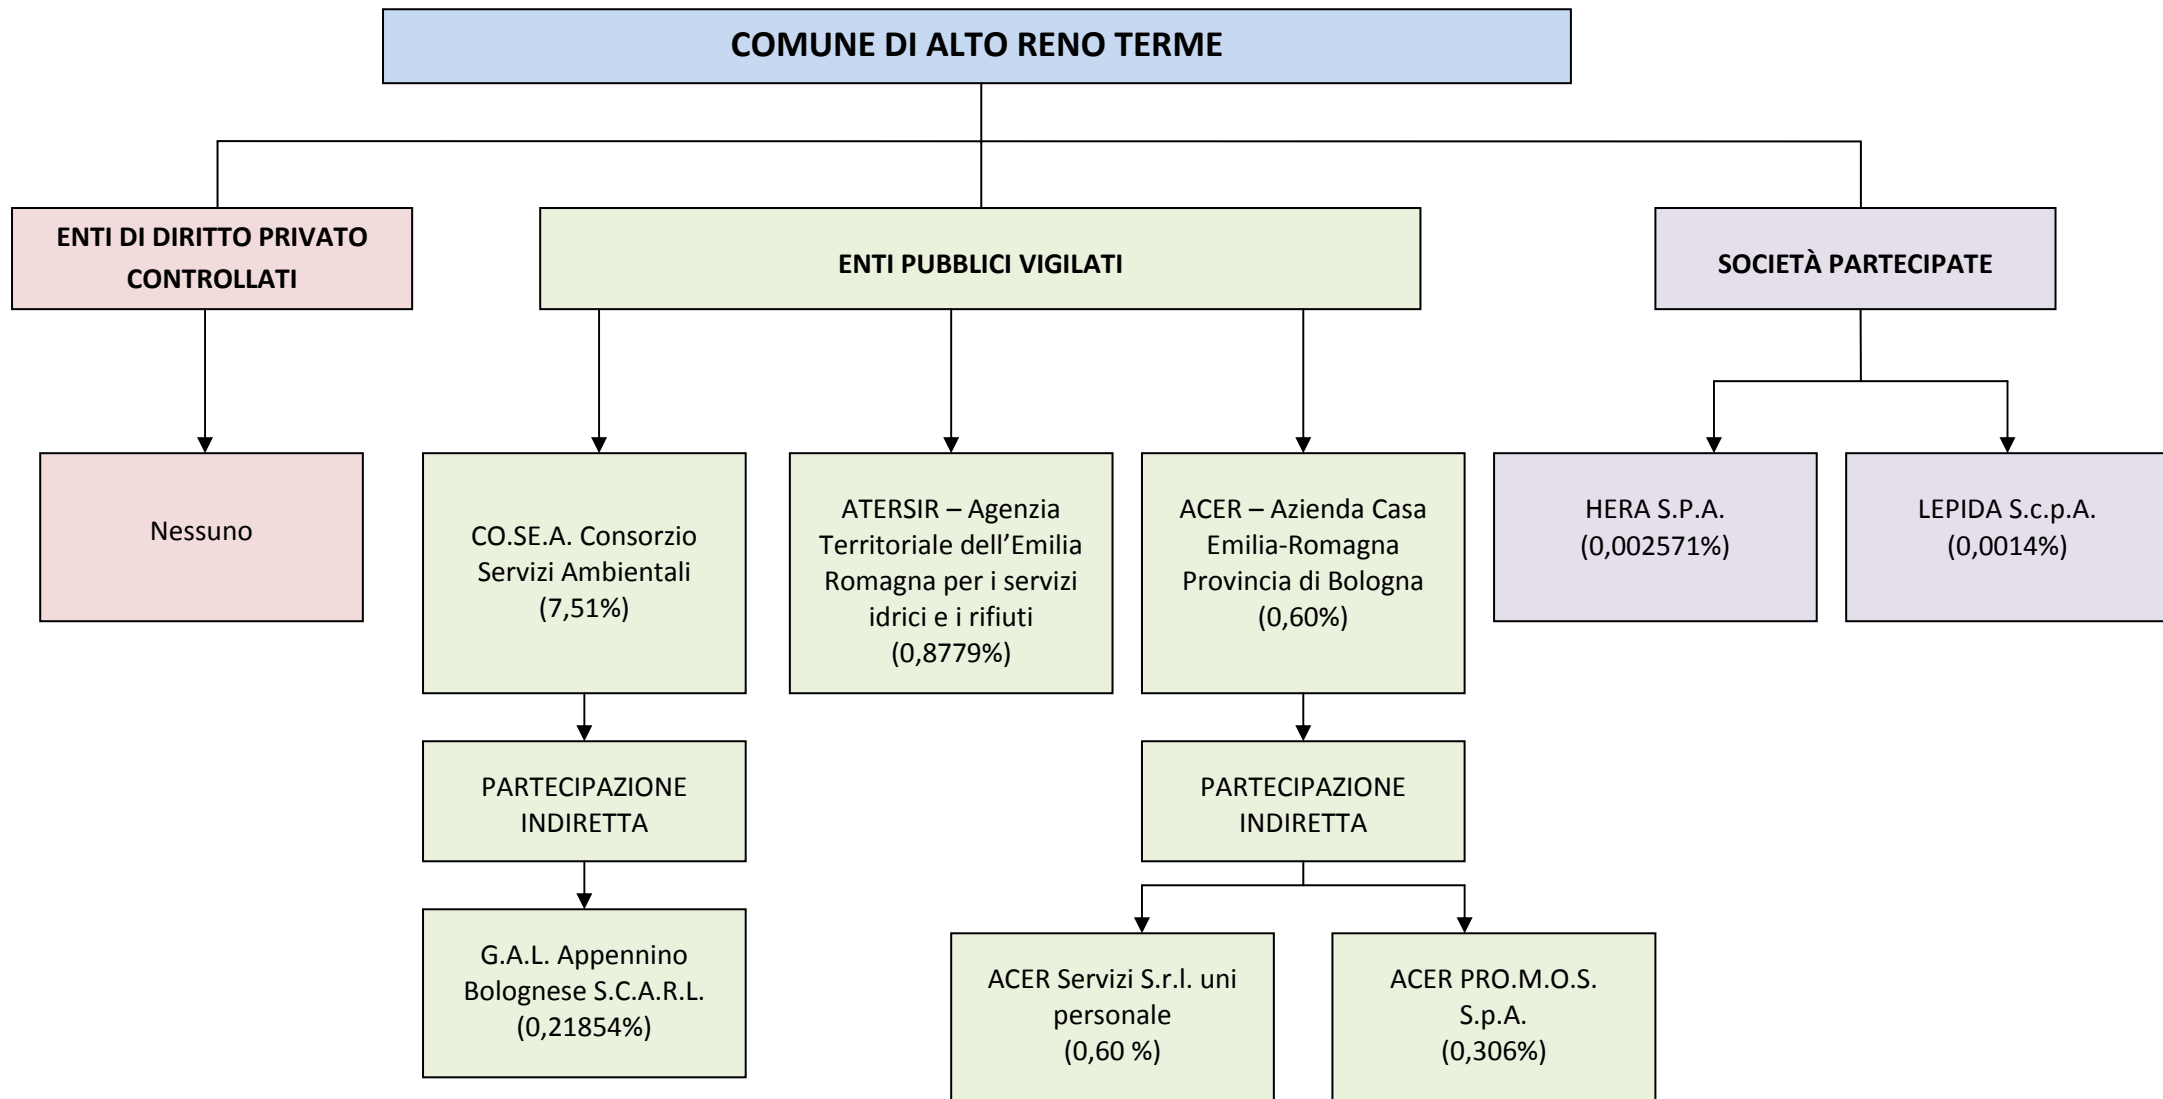 COMUNE DI ALTO RENO TERME
ENTI DI DIRITTO PRIVATO
CONTROLLATI
ENTI PUBBLICI VIGILATI
SOCIETÀ PARTECIPATE
Nessuno
CO.SE.A. Consorzio
Servizi Ambientali
(7,51%)
ATERSIR – Agenzia
Territoriale dell’Emilia
Romagna per i servizi
idrici e i rifiuti
(0,8779%)
ACER – Azienda Casa
Emilia-Romagna
Provincia di Bologna
(0,60%)
HERA S.P.A.
(0,002571%)
LEPIDA S.c.p.A.
(0,0014%)
PARTECIPAZIONE
INDIRETTA
PARTECIPAZIONE
INDIRETTA
G.A.L. Appennino
Bolognese S.C.A.R.L.
(0,21854%)
ACER Servizi S.r.l. uni
personale
(0,60 %)
ACER PRO.M.O.S.
S.p.A.
(0,306%)